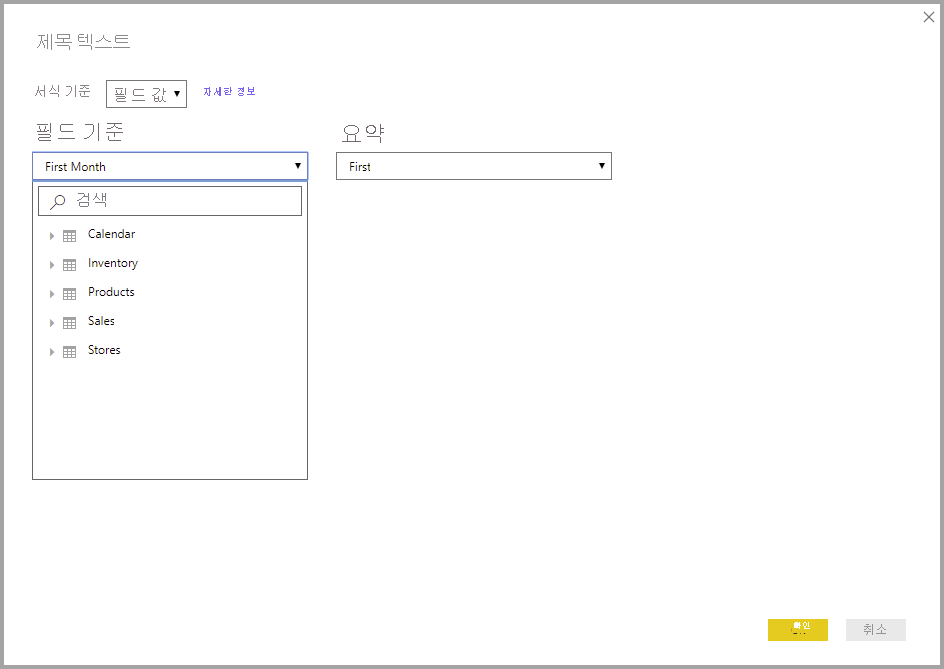 제목 텍스트
서식 기준 필드 값 자세한 정보
필드 기준 요약
First Month First
검색
Calendar
Inventory
Products
Sales
Stores
확인 취소